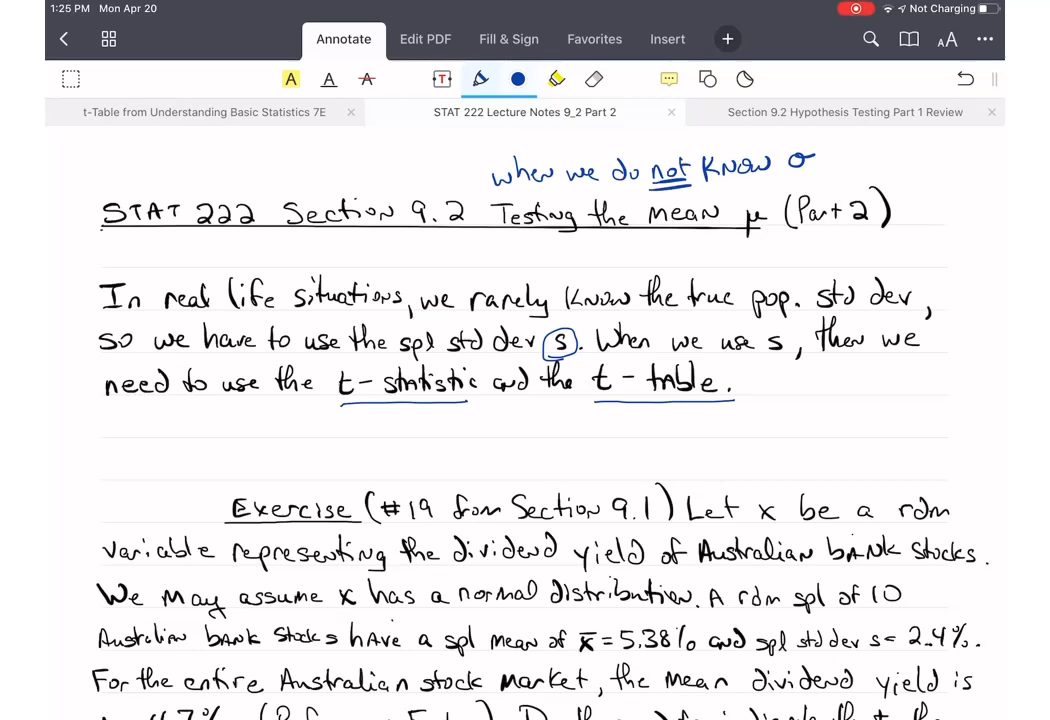 1:25 PM Mon Apr 20
Not Charging
Annotate Edit PDF Fill & Sign Favorites Insert
t-Table from Understanding Basic Statistics 7E
STAT 222 Lecture Notes 9_2 Part 2
Section 9.2 Hypothesis Testing Part 1 Review
when we do not know σ
STAT 222 Section 9.2 Testing the mean μ (Part 2)
In real life situations, we rarely know the true pop. std dev,
so we have to use the spl std dev s. When we use s, then we
need to use the t-statistic and the t-table.
Exercise (#19 from Section 9.1) Let x be a rdm
variable representing the dividend yield of Australian bank stocks.
We may assume x has a normal distribution. A rdm spl of 10
Australian bank stocks have a spl mean of x̄ = 5.38% and spl std dev s = 2.4%.
For the entire Australian stock market, the mean dividend yield is